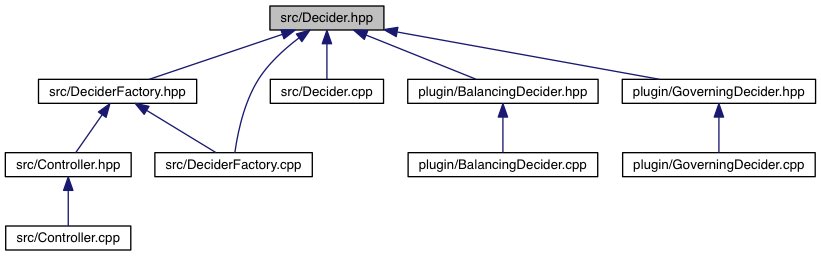 src/Decider.hpp
src/DeciderFactory.hpp
src/Decider.cpp
plugin/BalancingDecider.hpp
plugin/GoverningDecider.hpp
src/Controller.hpp
src/DeciderFactory.cpp
plugin/BalancingDecider.cpp
plugin/GoverningDecider.cpp
src/Controller.cpp